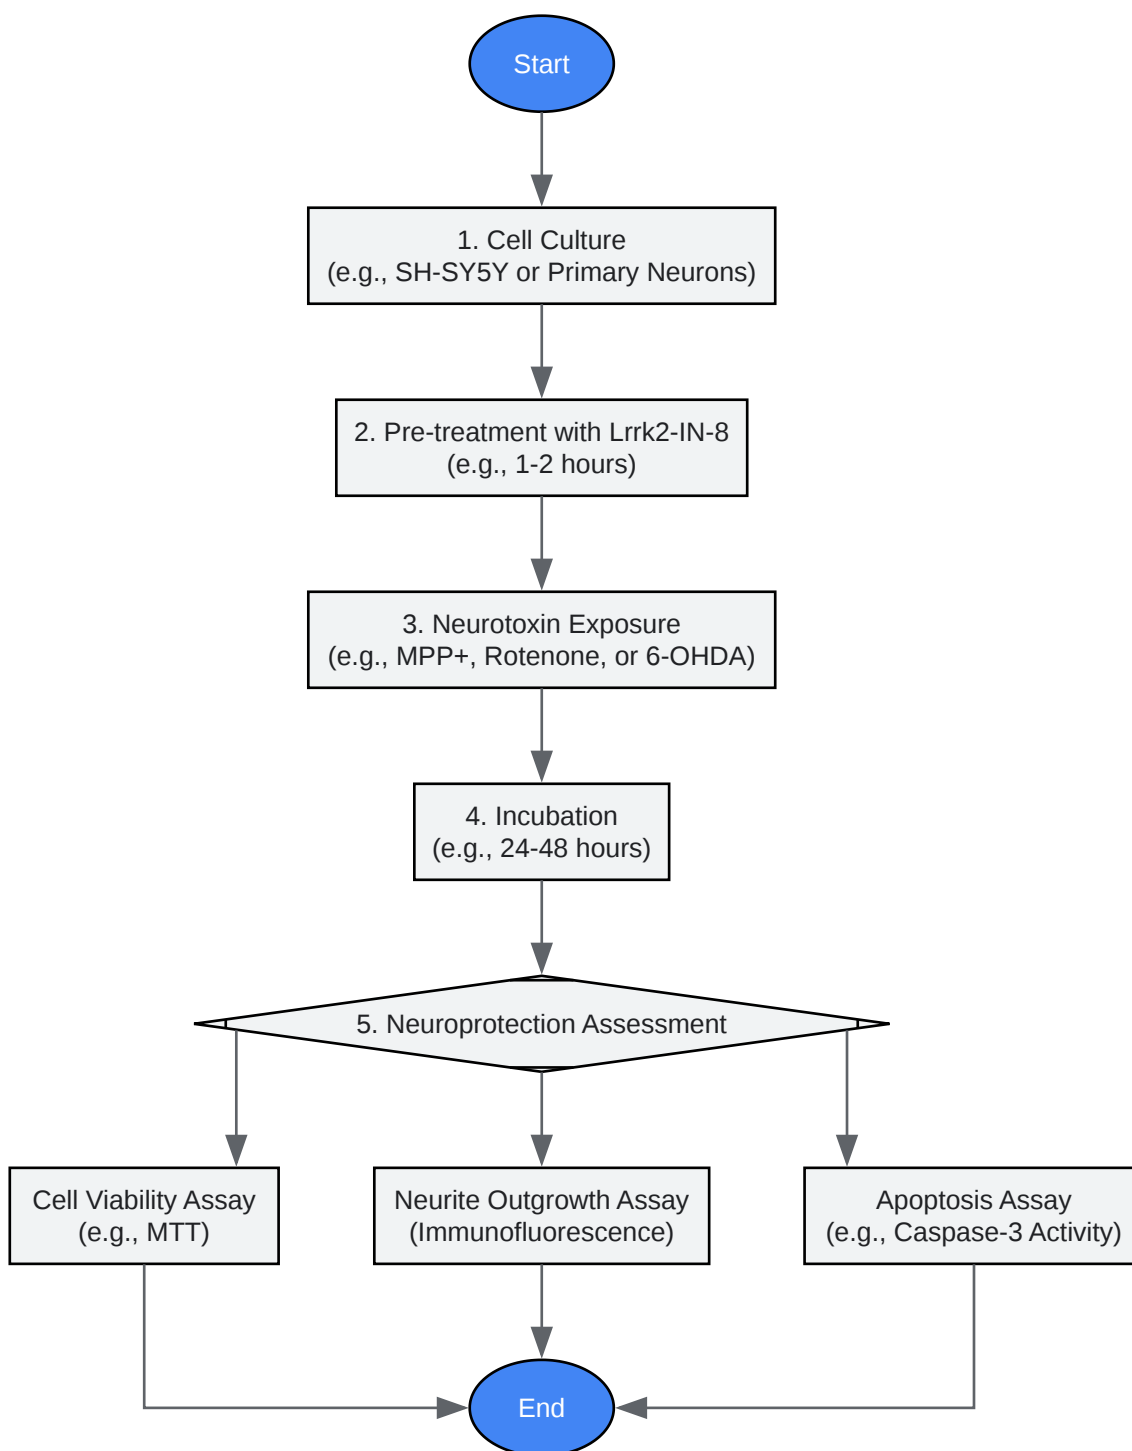 Start
1. Cell Culture
(e.g., SH-SY5Y or Primary Neurons)
2. Pre-treatment with Lrrk2-IN-8
(e.g., 1-2 hours)
3. Neurotoxin Exposure
(e.g., MPP+, Rotenone, or 6-OHDA)
4. Incubation
(e.g., 24-48 hours)
5. Neuroprotection Assessment
Cell Viability Assay
(e.g., MTT)
Neurite Outgrowth Assay
(Immunofluorescence)
Apoptosis Assay
(e.g., Caspase-3 Activity)
End